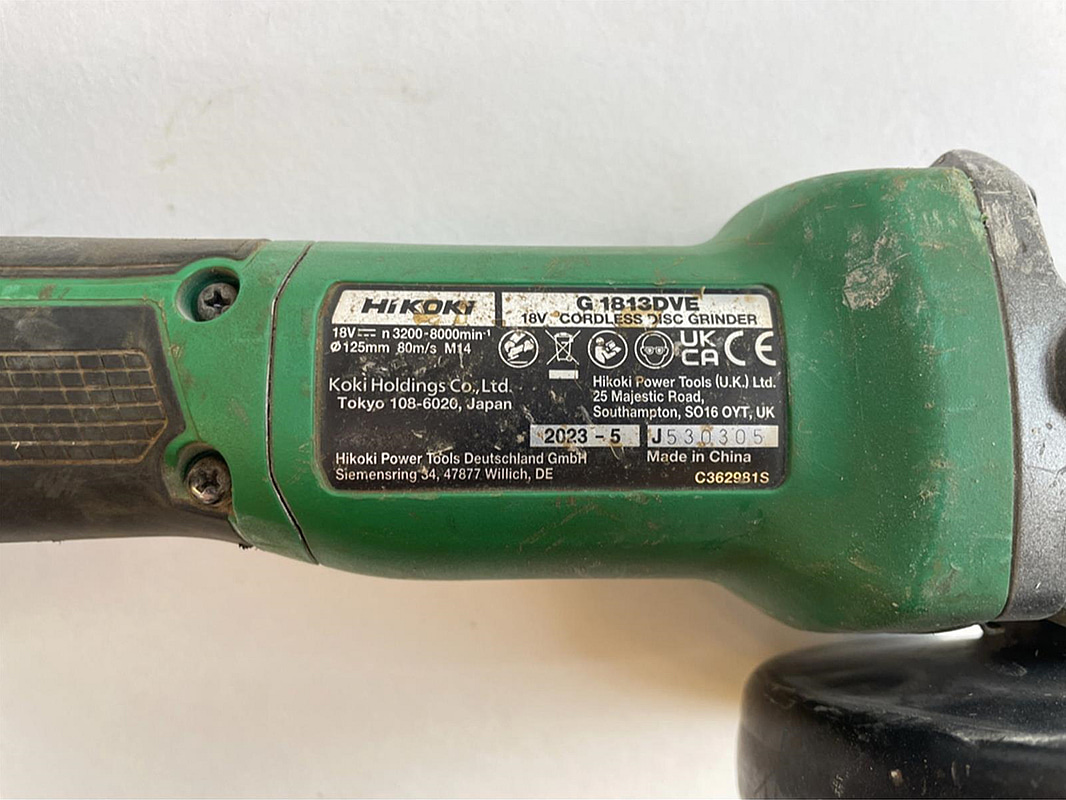 HiKOKI
G 1813DVE
18V CORDLESS DISC GRINDER
18V n 3200-8000min⁻¹
Ø125mm 80m/s M14
UK
CA CE
Koki Holdings Co., Ltd.
Tokyo 108-6020, Japan
Hikoki Power Tools (U.K.) Ltd.
25 Majestic Road,
Southampton, SO16 OYT, UK
2023 - 5 J530305
Made in China
Hikoki Power Tools Deutschland GmbH
Siemensring 34, 47877 Willich, DE
C362981S